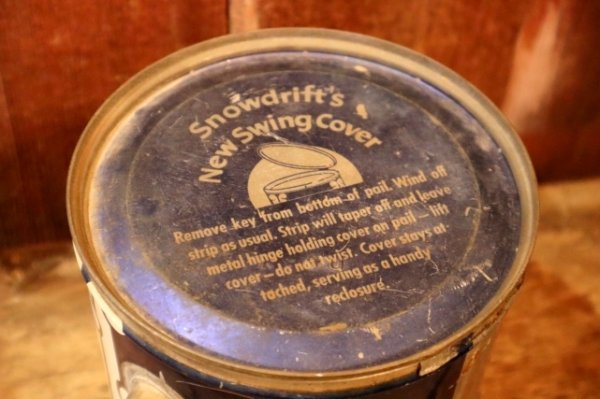 Snowdrift's
New Swing Cover
Remove key from bottom of pail. Wind off
strip as usual. Strip will taper off and leave
metal hinge holding cover on pail – lift
cover – do not twist. Cover stays at-
tached, serving as a handy
reclosure.